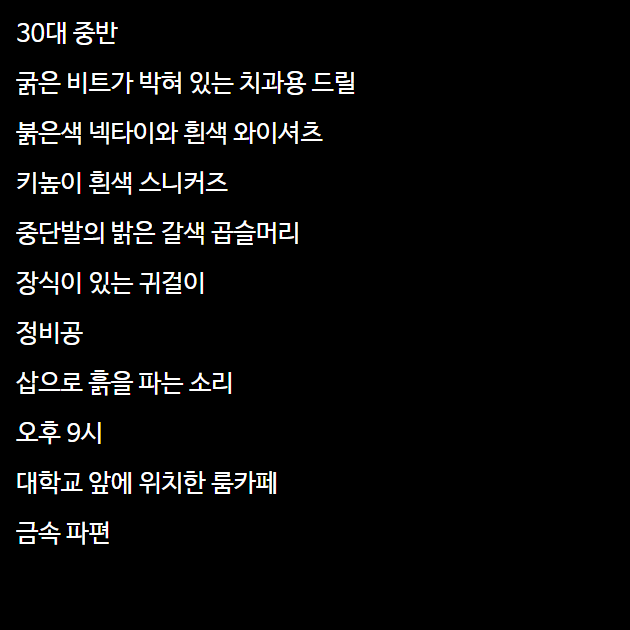 30대 중반
굵은 비트가 박혀 있는 치과용 드릴
붉은색 넥타이와 흰색 와이셔츠
키높이 흰색 스니커즈
중단발의 밝은 갈색 곱슬머리
장식이 있는 귀걸이
정비공
삽으로 흙을 파는 소리
오후 9시
대학교 앞에 위치한 룸카페
금속 파편